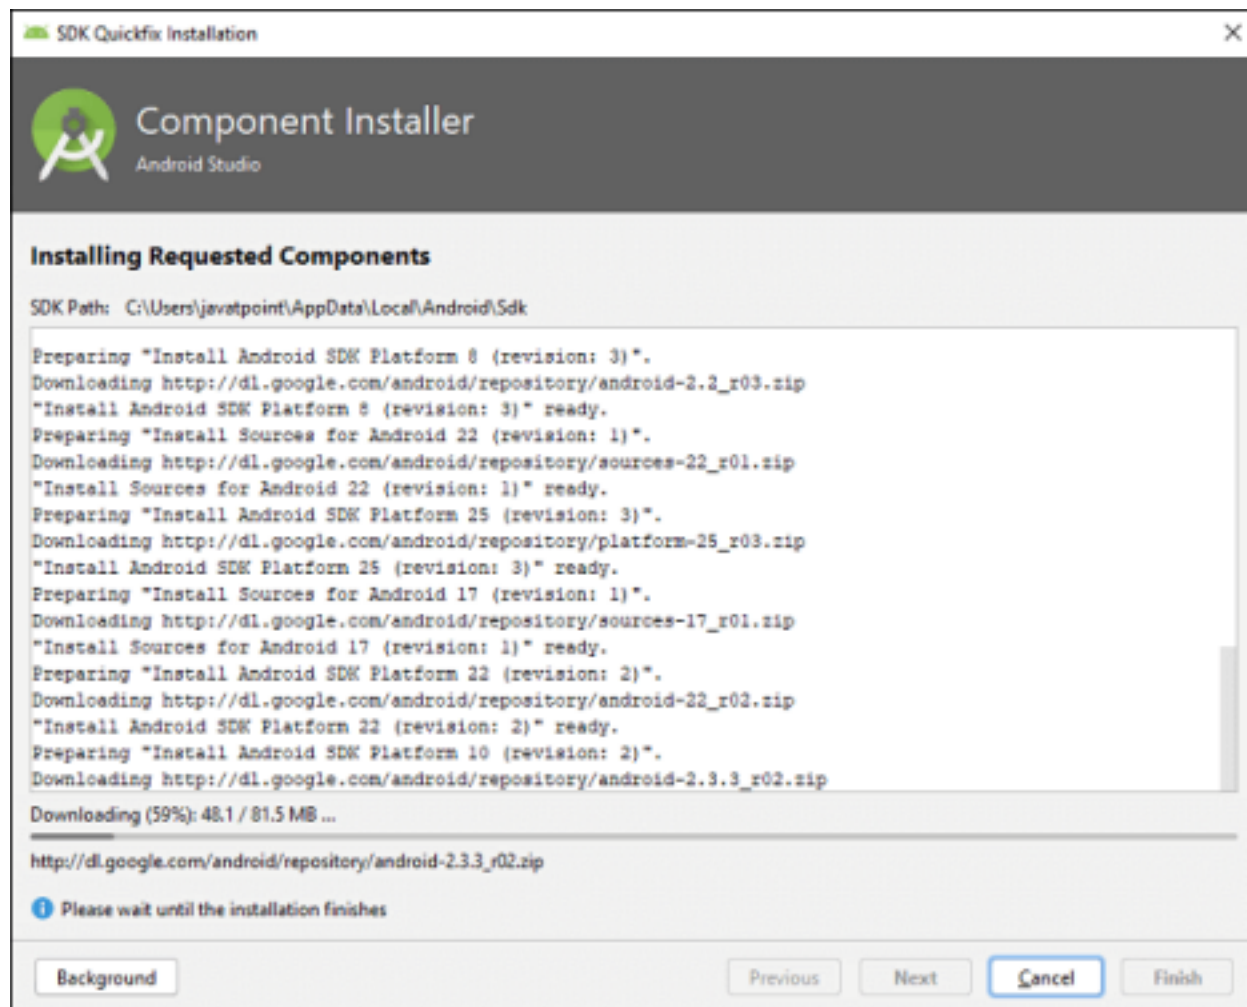 SDK Quickfix Installation
Component Installer
Android Studio
Installing Requested Components
SDK Path: C:\Users\javatpoint\AppData\Local\Android\Sdk
Preparing "Install Android SDK Platform 8 (revision: 3)".
Downloading http://dl.google.com/android/repository/android-2.2_r03.zip
"Install Android SDK Platform 8 (revision: 3)" ready.
Preparing "Install Sources for Android 22 (revision: 1)".
Downloading http://dl.google.com/android/repository/sources-22_r01.zip
"Install Sources for Android 22 (revision: 1)" ready.
Preparing "Install Android SDK Platform 25 (revision: 3)".
Downloading http://dl.google.com/android/repository/platform-25_r03.zip
"Install Android SDK Platform 25 (revision: 3)" ready.
Preparing "Install Sources for Android 17 (revision: 1)".
Downloading http://dl.google.com/android/repository/sources-17_r01.zip
"Install Sources for Android 17 (revision: 1)" ready.
Preparing "Install Android SDK Platform 22 (revision: 2)".
Downloading http://dl.google.com/android/repository/android-22_r02.zip
"Install Android SDK Platform 22 (revision: 2)" ready.
Preparing "Install Android SDK Platform 10 (revision: 2)".
Downloading http://dl.google.com/android/repository/android-2.3.3_r02.zip
Downloading (59%): 48.1 / 81.5 MB ...
http://dl.google.com/android/repository/android-2.3.3_r02.zip
Please wait until the installation finishes
Background Previous Next Cancel Finish